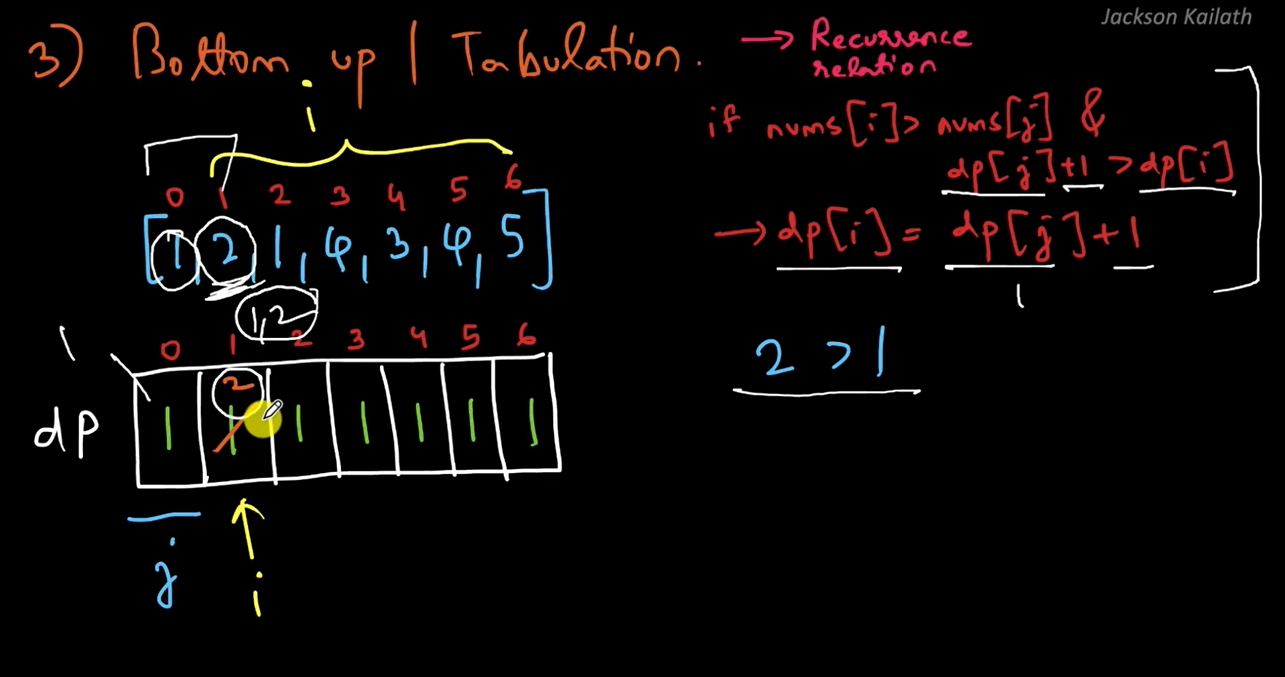 Jackson Kailath
3) Bottom up | Tabulation.
→ Recurrence
relation
i
if nums[i] > nums[j] &
dp[j] + 1 > dp[i]
→ dp[i] = dp[j] + 1
1
0 1 2 3 4 5 6
[1, 2, 1, 4, 3, 4, 5]
1,2
2 > 1
0 1 2 3 4 5 6
2
dp 1 1 1 1 1 1 1
j i